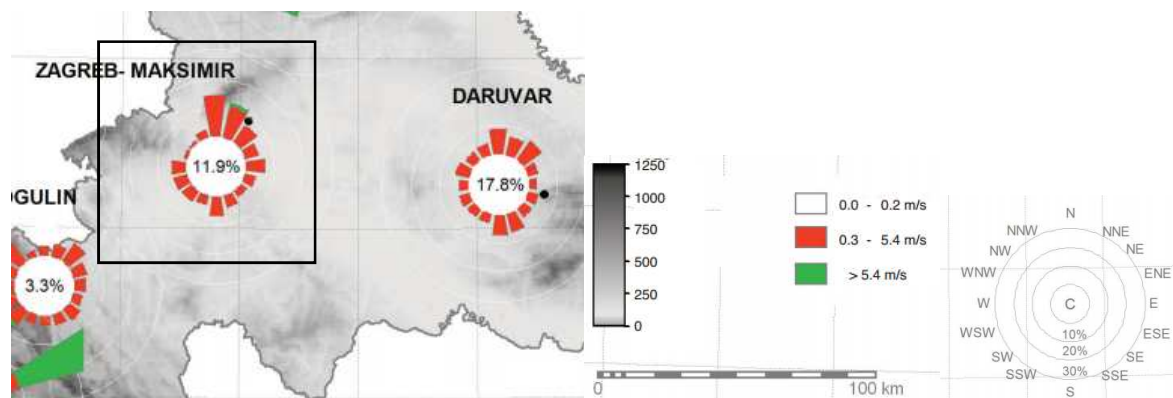 ZAGREB- MAKSIMIR
DARUVAR
11.9%
17.8%
OGULIN
3.3%
1250
1000
750
500
250
0
0.0 - 0.2 m/s
0.3 - 5.4 m/s
> 5.4 m/s
0
100 km
N
NNW
NNE
NW
NE
WNW
ENE
W
C
E
WSW
10%
ESE
SW
20%
SE
SSW
30%
SSE
S